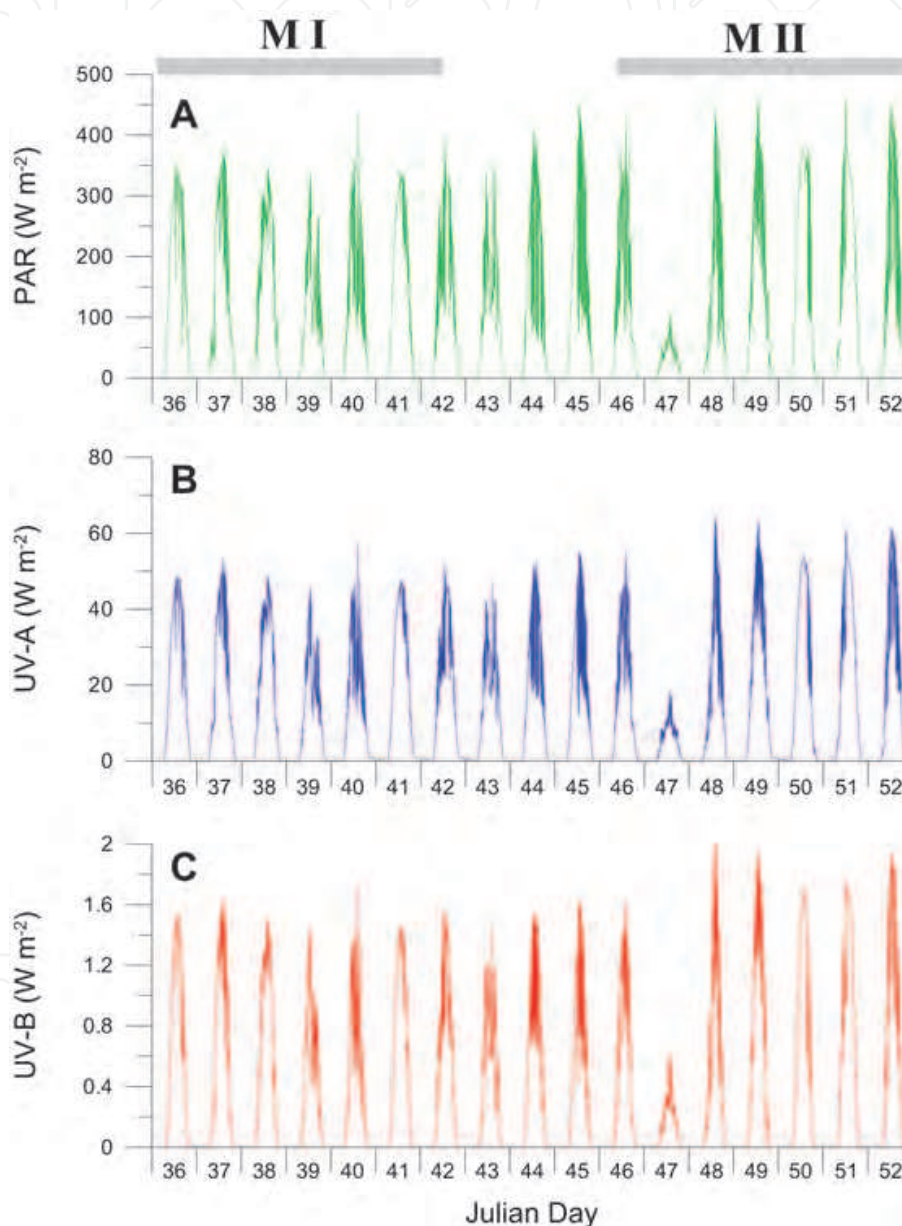 M I M II
500
A
400
300
200
100
0
PAR (W m-2)
36 37 38 39 40 41 42 43 44 45 46 47 48 49 50 51 52
80
B
60
40
20
0
UV-A (W m-2)
36 37 38 39 40 41 42 43 44 45 46 47 48 49 50 51 52
2
C
1.6
1.2
0.8
0.4
0
UV-B (W m-2)
36 37 38 39 40 41 42 43 44 45 46 47 48 49 50 51 52
Julian Day